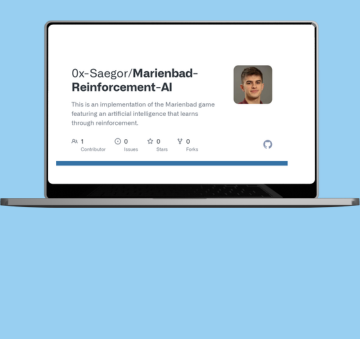 0x-Saegor/Marienbad-
Reinforcement-AI
This is an implementation of the Marienbad game
featuring an artificial intelligence that learns
through reinforcement.
1 0 0 0
Contributor Issues Stars Forks